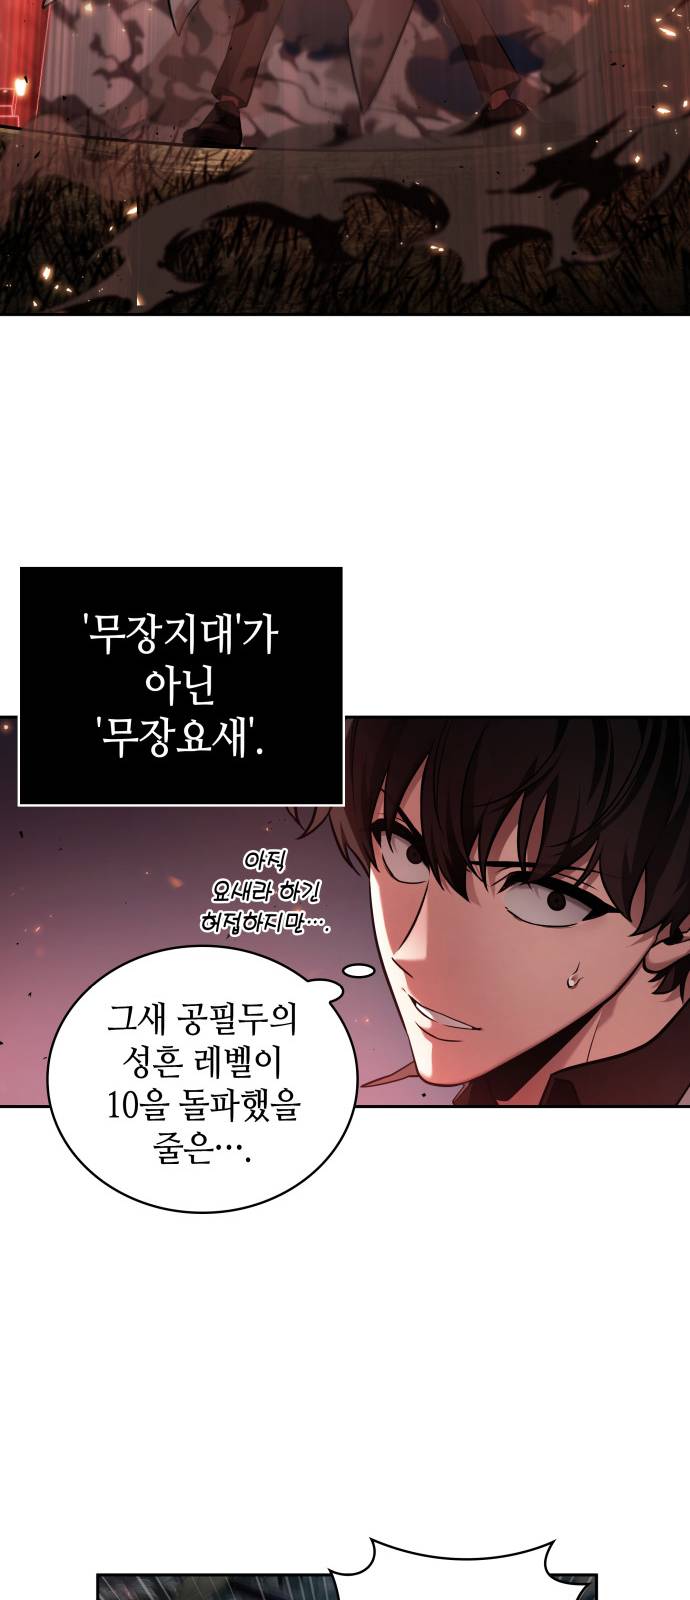 '무장지대'가
아닌
'무장요새'.
아직
요새라 하긴
허접하지만….
그새 공필두의
성흔 레벨이
10을 돌파했을
줄은….